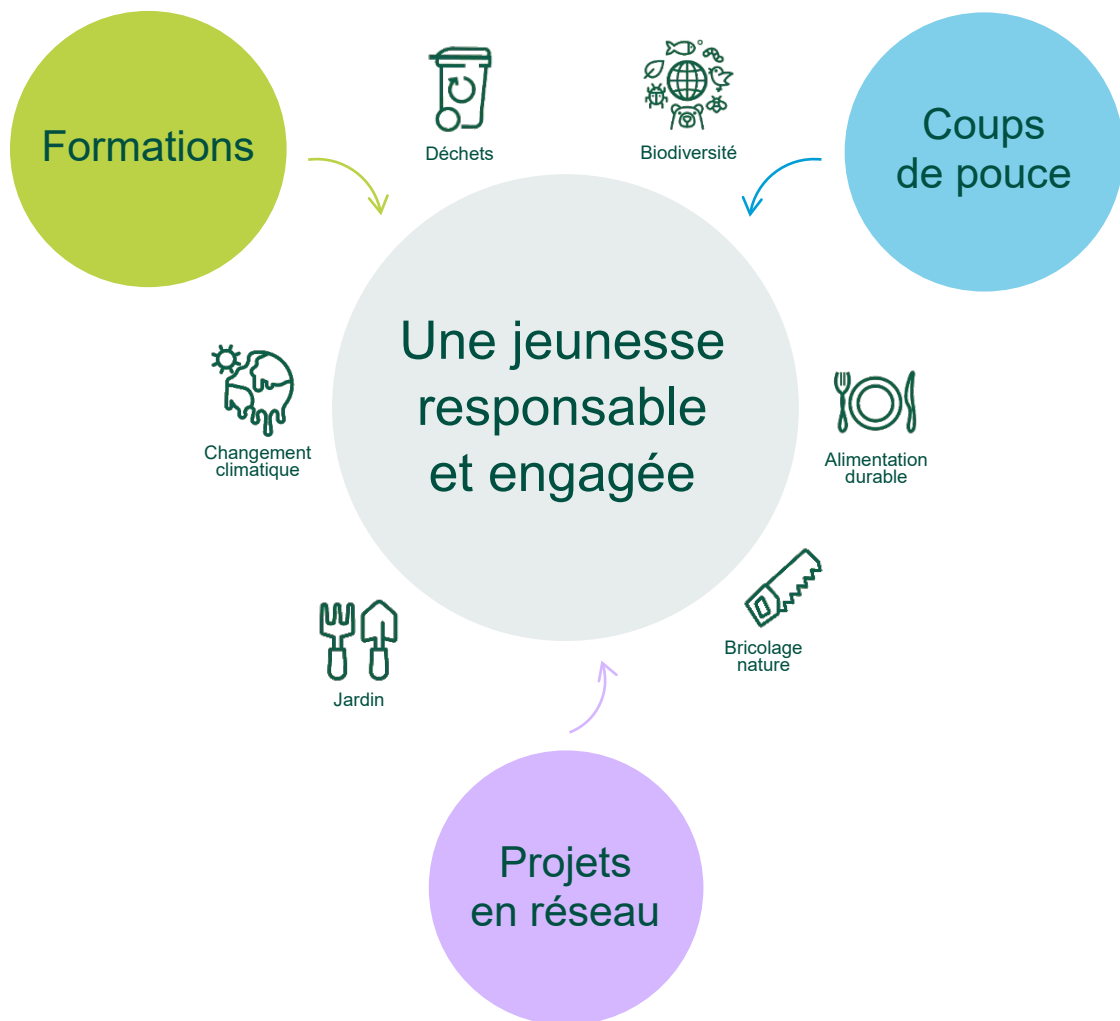 Formations
Déchets
Biodiversité
Coups
de pouce
Une jeunesse
responsable
et engagée
Changement
climatique
Alimentation
durable
Jardin
Bricolage
nature
Projets
en réseau